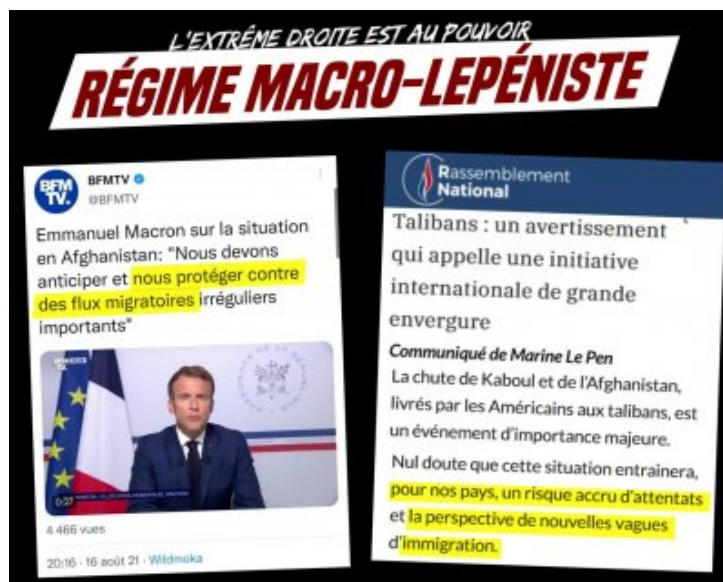 L'EXTRÊME DROITE EST AU POUVOIR
RÉGIME MACRO-LEPÉNISTE
BFM
TV.
BFMTV
@BFMTV
Emmanuel Macron sur la situation
en Afghanistan: "Nous devons
anticiper et nous protéger contre
des flux migratoires irréguliers
importants"
0:27
4 466 vues
20:16 · 16 août 21 · Wildmoka
Rassemblement
National
Talibans : un avertissement
qui appelle une initiative
internationale de grande
envergure
Communiqué de Marine Le Pen
La chute de Kaboul et de l'Afghanistan,
livrés par les Américains aux talibans, est
un événement d'importance majeure.
Nul doute que cette situation entrainera,
pour nos pays, un risque accru d'attentats
et la perspective de nouvelles vagues
d'immigration.